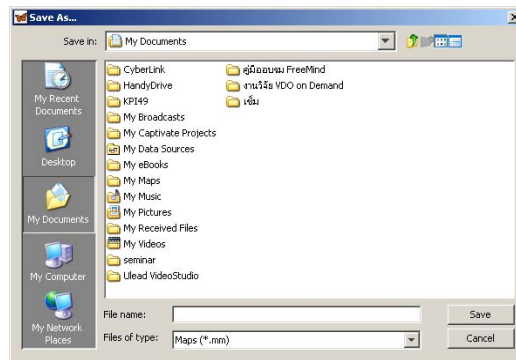 Save As...
Save in:
My Documents
My Recent Documents
Desktop
My Documents
My Computer
My Network Places
CyberLink
HandyDrive
KPI49
My Broadcasts
My Captivate Projects
My Data Sources
My eBooks
My Maps
My Music
My Pictures
My Received Files
My Videos
seminar
Ulead VideoStudio
คู่มืออบรม FreeMind
งานวิจัย VDO on Demand
เข็ม
File name:
Save
Files of type:
Maps (*.mm)
Cancel